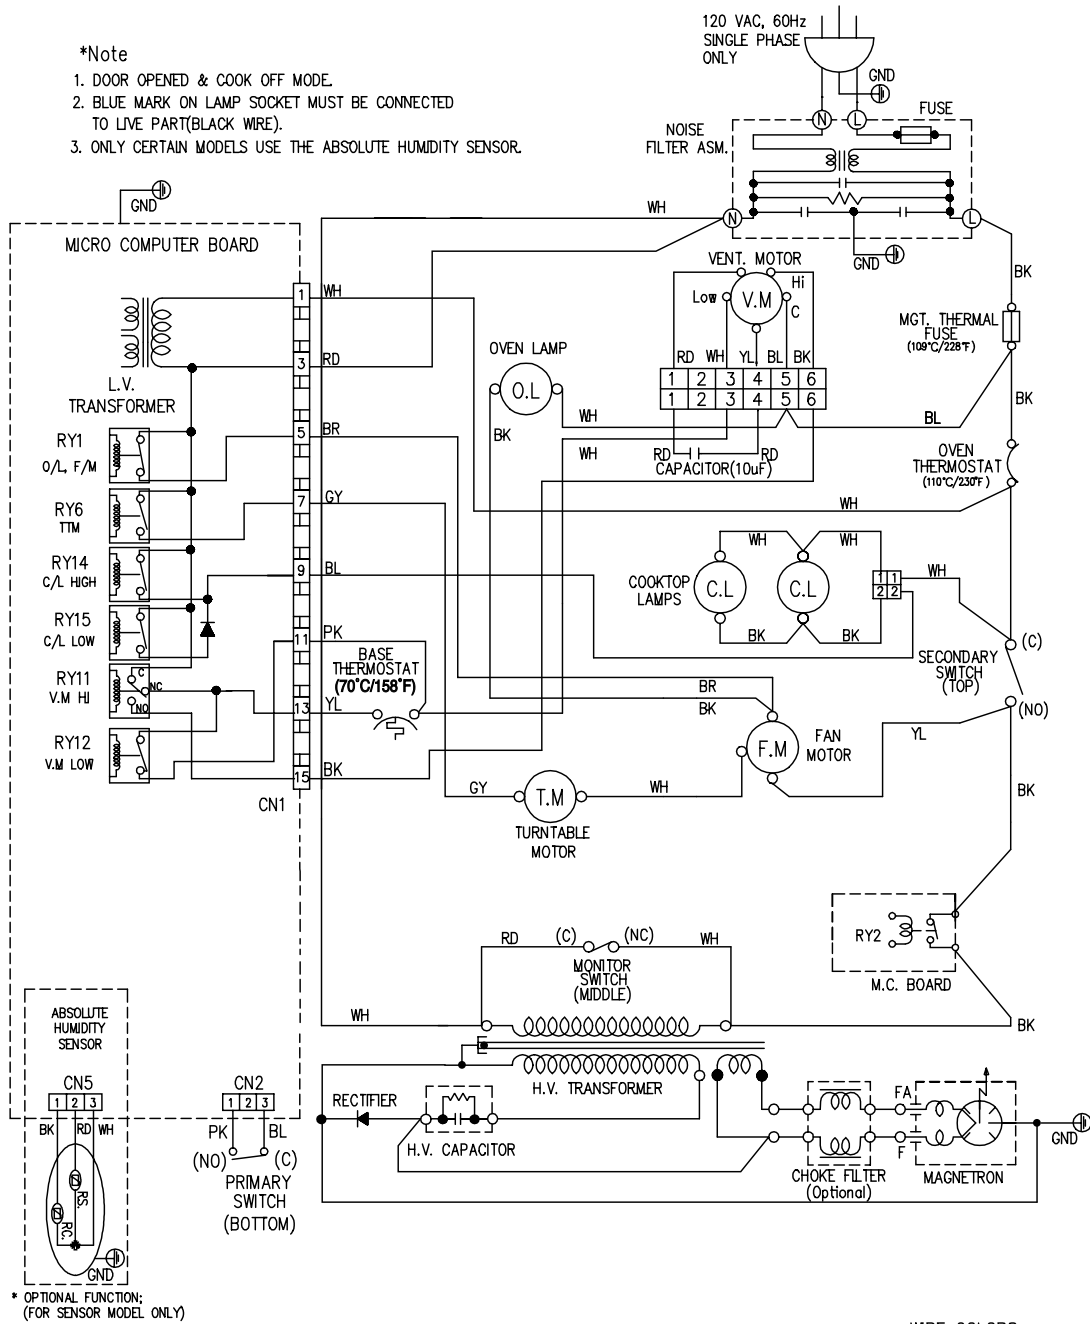 120 VAC, 60Hz
SINGLE PHASE
ONLY
*Note
1. DOOR OPENED & COOK OFF MODE.
2. BLUE MARK ON LAMP SOCKET MUST BE CONNECTED
TO LIVE PART(BLACK WIRE).
3. ONLY CERTAIN MODELS USE THE ABSOLUTE HUMIDITY SENSOR.
GND
N
L
FUSE
NOISE
FILTER ASM.
GND
WH
N
L
GND
MICRO COMPUTER BOARD
VENT. MOTOR
Low
V.M
Hi
C
BK
MGT. THERMAL
FUSE
(109°C/228°F)
1
WH
3
RD
L.V.
TRANSFORMER
OVEN LAMP
O.L
RD WH YL BL BK
1 2 3 4 5 6
1 2 3 4 5 6
WH
BL
BK
BK
WH
RD
RD
CAPACITOR(10uF)
OVEN
THERMOSTAT
(110°C/230°F)
RY1
O/L, F/M
5
BR
RY6
TTM
7
GY
WH
RY14
C/L HIGH
9
BL
WH
WH
COOKTOP
LAMPS
C.L
C.L
1 1
2 2
WH
BK
BK
RY15
C/L LOW
11
PK
BASE
THERMOSTAT
(70°C/158°F)
(C)
SECONDARY
SWITCH
(TOP)
(NO)
RY11
V.M HI
C
NC
NO
13
YL
BR
BK
RY12
V.M LOW
15
BK
F.M
FAN
MOTOR
YL
CN1
GY
T.M
WH
TURNTABLE
MOTOR
BK
RY2
M.C. BOARD
RD
(C)
(NC)
WH
MONITOR
SWITCH
(MIDDLE)
WH
BK
H.V. TRANSFORMER
ABSOLUTE
HUMIDITY
SENSOR
CN5
1 2 3
BK
RD
WH
RS.
RC.
GND
CN2
1 2 3
PK
BL
(NO)
(C)
PRIMARY
SWITCH
(BOTTOM)
RECTIFIER
H.V. CAPACITOR
CHOKE FILTER
(Optional)
FA
F
MAGNETRON
GND
* OPTIONAL FUNCTION;
(FOR SENSOR MODEL ONLY)